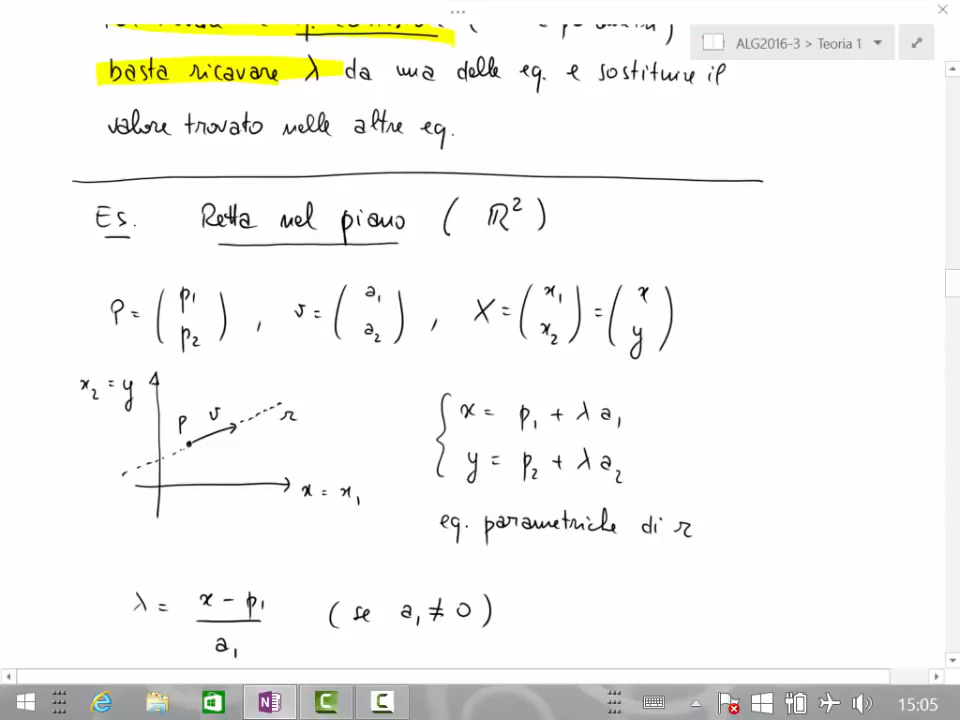 ALG2016-3 > Teoria 1
basta ricavare λ da una delle eq. e sostituire il
valore trovato nelle altre eq.
Es. Retta nel piano ( ℝ² )
P = ( p₁ p₂ ) , v = ( a₁ a₂ ) , X = ( x₁ x₂ ) = ( x y )
x₂ = y
P v r
x = x₁
{ x = p₁ + λ a₁
y = p₂ + λ a₂
eq. parametriche di r
λ = (x - p₁) / a₁ ( se a₁ ≠ 0 )
15:05